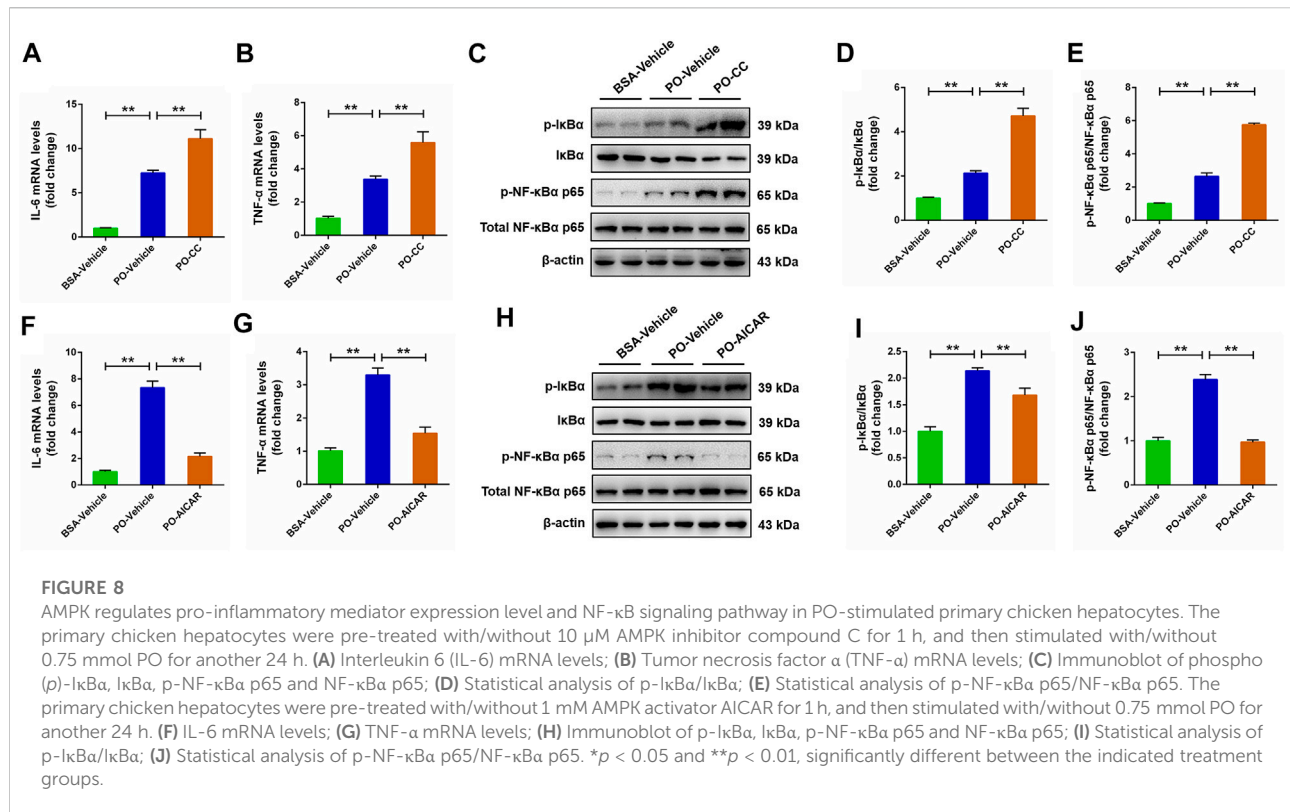 A
IL-6 mRNA levels
(fold change)
15
10
5
0
**
**
BSA-Vehicle
PO-Vehicle
PO-CC
B
TNF-α mRNA levels
(fold change)
8
6
4
2
0
**
**
BSA-Vehicle
PO-Vehicle
PO-CC
C
BSA-Vehicle
PO-Vehicle
PO-CC
p-IκBα
39 kDa
IκBα
39 kDa
p-NF-κBα p65
65 kDa
Total NF-κBα p65
65 kDa
β-actin
43 kDa
D
p-IκBα/IκBα
(fold change)
6
4
2
0
**
**
BSA-Vehicle
PO-Vehicle
PO-CC
E
p-NF-κBα p65/NF-κBα p65
(fold change)
8
6
4
2
0
**
**
BSA-Vehicle
PO-Vehicle
PO-CC
F
IL-6 mRNA levels
(fold change)
10
8
6
4
2
0
**
**
BSA-Vehicle
PO-Vehicle
PO-AICAR
G
TNF-α mRNA levels
(fold change)
4
3
2
1
0
**
**
BSA-Vehicle
PO-Vehicle
PO-AICAR
H
BSA-Vehicle
PO-Vehicle
PO-AICAR
p-IκBα
39 kDa
IκBα
39 kDa
p-NF-κBα p65
65 kDa
Total NF-κBα p65
65 kDa
β-actin
43 kDa
I
p-IκBα/IκBα
(fold change)
2.5
2.0
1.5
1.0
0.5
0.0
**
**
BSA-Vehicle
PO-Vehicle
PO-AICAR
J
p-NF-κBα p65/NF-κBα p65
(fold change)
3
2
1
0
**
**
BSA-Vehicle
PO-Vehicle
PO-AICAR
FIGURE 8
AMPK regulates pro-inflammatory mediator expression level and NF-κB signaling pathway in PO-stimulated primary chicken hepatocytes. The
primary chicken hepatocytes were pre-treated with/without 10 μM AMPK inhibitor compound C for 1 h, and then stimulated with/without
0.75 mmol PO for another 24 h. (A) Interleukin 6 (IL-6) mRNA levels; (B) Tumor necrosis factor α (TNF-α) mRNA levels; (C) Immunoblot of phospho
(p)-IκBα, IκBα, p-NF-κBα p65 and NF-κBα p65; (D) Statistical analysis of p-IκBα/IκBα; (E) Statistical analysis of p-NF-κBα p65/NF-κBα p65. The
primary chicken hepatocytes were pre-treated with/without 1 mM AMPK activator AICAR for 1 h, and then stimulated with/without 0.75 mmol PO for
another 24 h. (F) IL-6 mRNA levels; (G) TNF-α mRNA levels; (H) Immunoblot of p-IκBα, IκBα, p-NF-κBα p65 and NF-κBα p65; (I) Statistical analysis of
p-IκBα/IκBα; (J) Statistical analysis of p-NF-κBα p65/NF-κBα p65. *p < 0.05 and **p < 0.01, significantly different between the indicated treatment
groups.